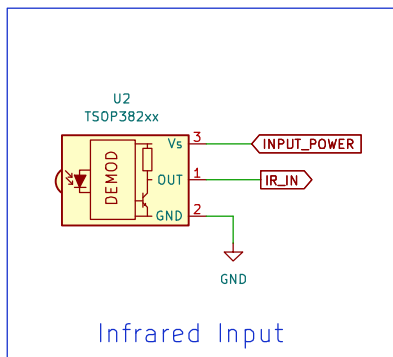 U2
TSOP382xx
3
Vs
INPUT_POWER
DEMOD
1
OUT
IR_IN
2
GND
GND
Infrared Input